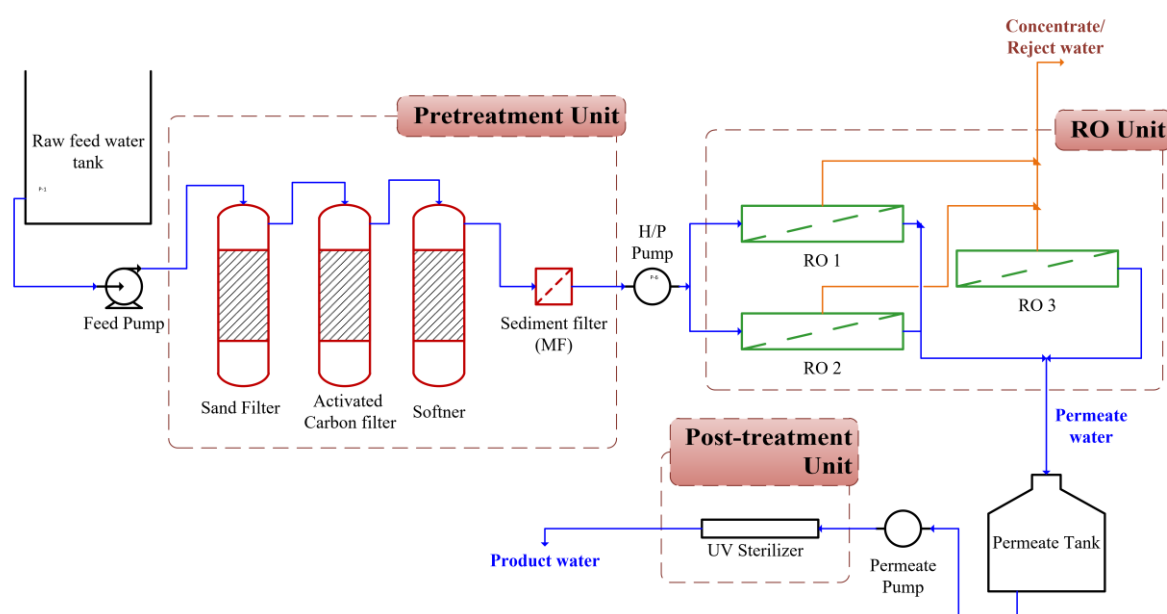 Concentrate/
Reject water
Pretreatment Unit
RO Unit
Raw feed water
tank
P-1
H/P
Pump
P-6
RO 1
RO 2
RO 3
Feed Pump
Sediment filter
(MF)
Sand Filter
Activated
Carbon filter
Softner
Permeate
water
Post-treatment
Unit
UV Sterilizer
Product water
Permeate
Pump
Permeate Tank